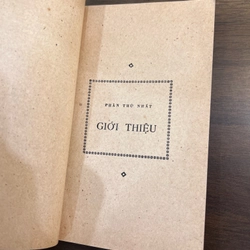 PHẦN THỨ NHẤT
GIỚI THIỆU